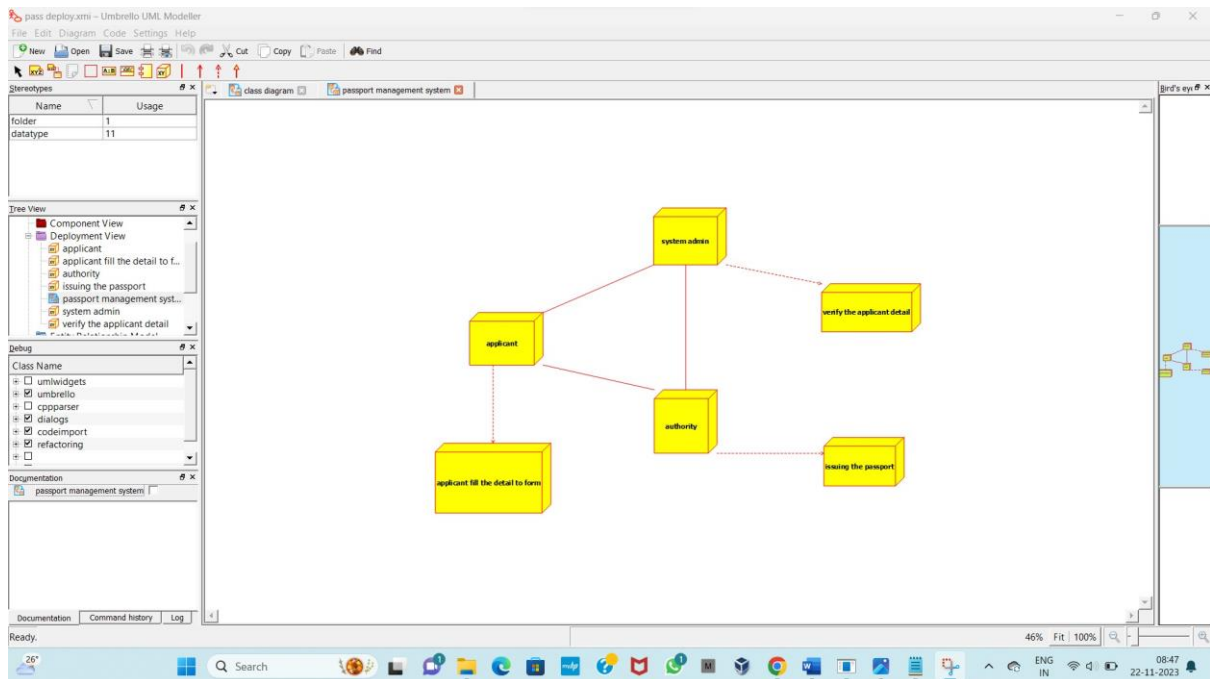 pass deploy.xmi – Umbrello UML Modeller
File Edit Diagram Code Settings Help
New Open Save Cut Copy Paste Find
Stereotypes
class diagram
passport management system
Bird's eye
Name Usage
folder 1
datatype 11
Tree View
Component View
Deployment View
applicant
applicant fill the detail to f...
authority
issuing the passport
passport management syst...
system admin
verify the applicant detail
Debug
Class Name
umlwidgets
umbrello
cppparser
dialogs
codeimport
refactoring
Documentation
passport management system
Documentation Command history Log
system admin
verify the applicant detail
applicant
authority
applicant fill the detail to form
issuing the passport
Ready.
46% Fit 100%
26°
Search
ENG
IN
08:47
22-11-2023